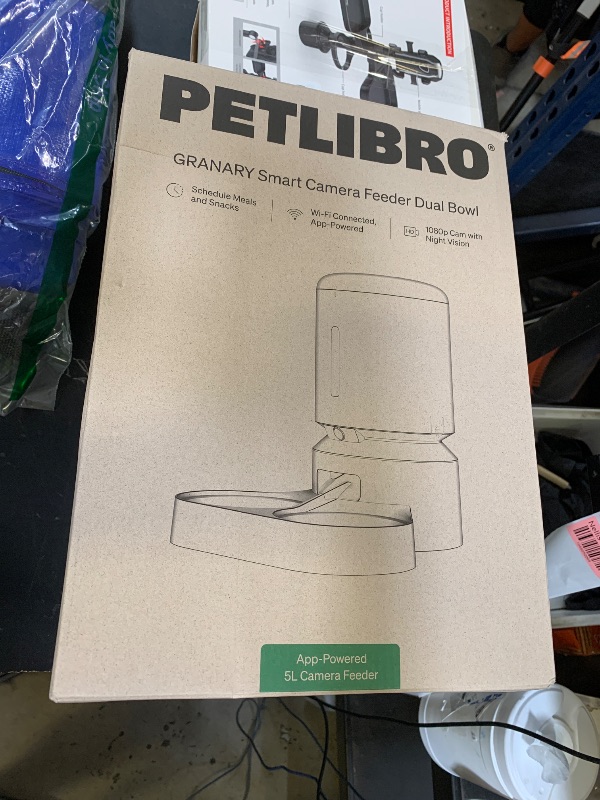 INTRODUCTION
PETLIBRO®
GRANARY Smart Camera Feeder Dual Bowl
Schedule Meals
and Snacks
Wi-Fi Connected,
App-Powered
HD
1080p Cam with
Night Vision
App-Powered
5L Camera Feeder